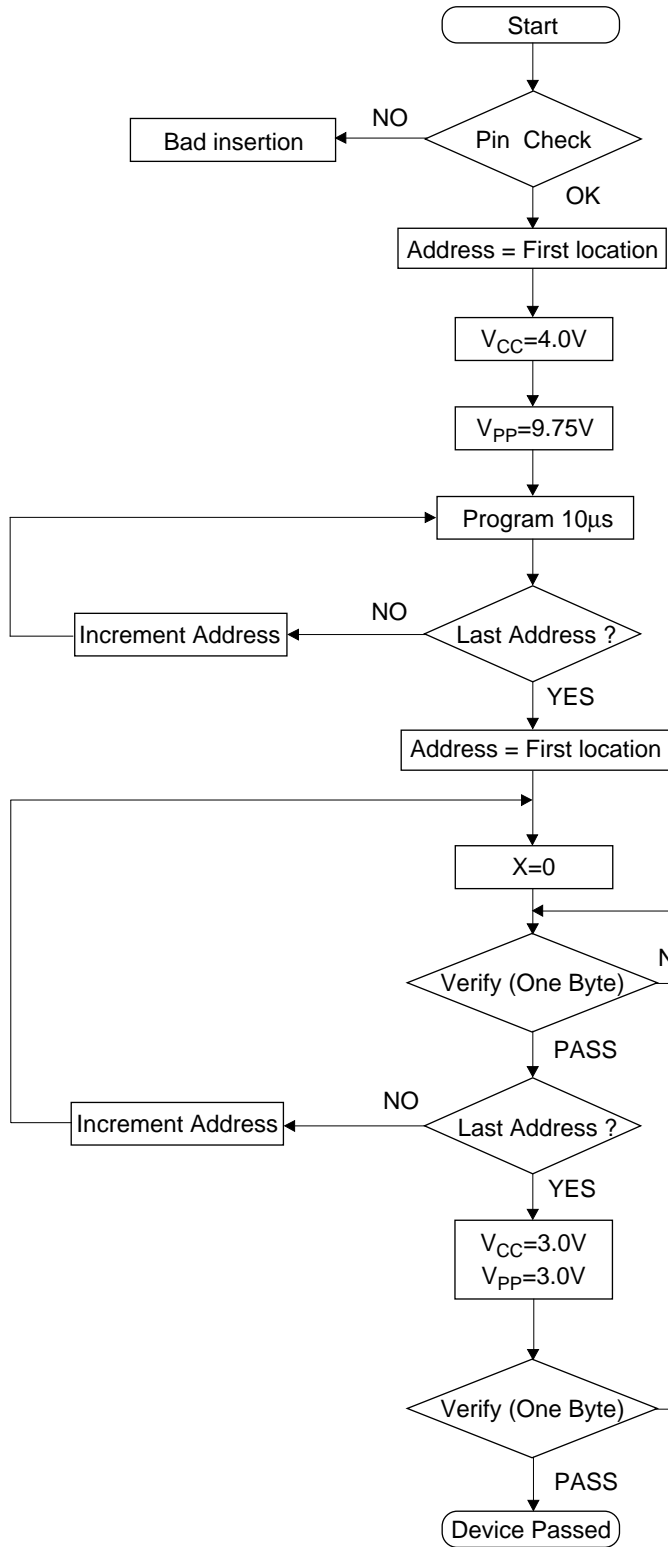 Start
NO
Bad insertion
Pin Check
OK
Address = First location
VCC=4.0V
VPP=9.75V
Program 10μs
NO
Increment Address
Last Address ?
YES
Address = First location
X=0
Verify (One Byte)
PASS
NO
Increment Address
Last Address ?
YES
VCC=3.0V
VPP=3.0V
Verify (One Byte)
PASS
Device Passed